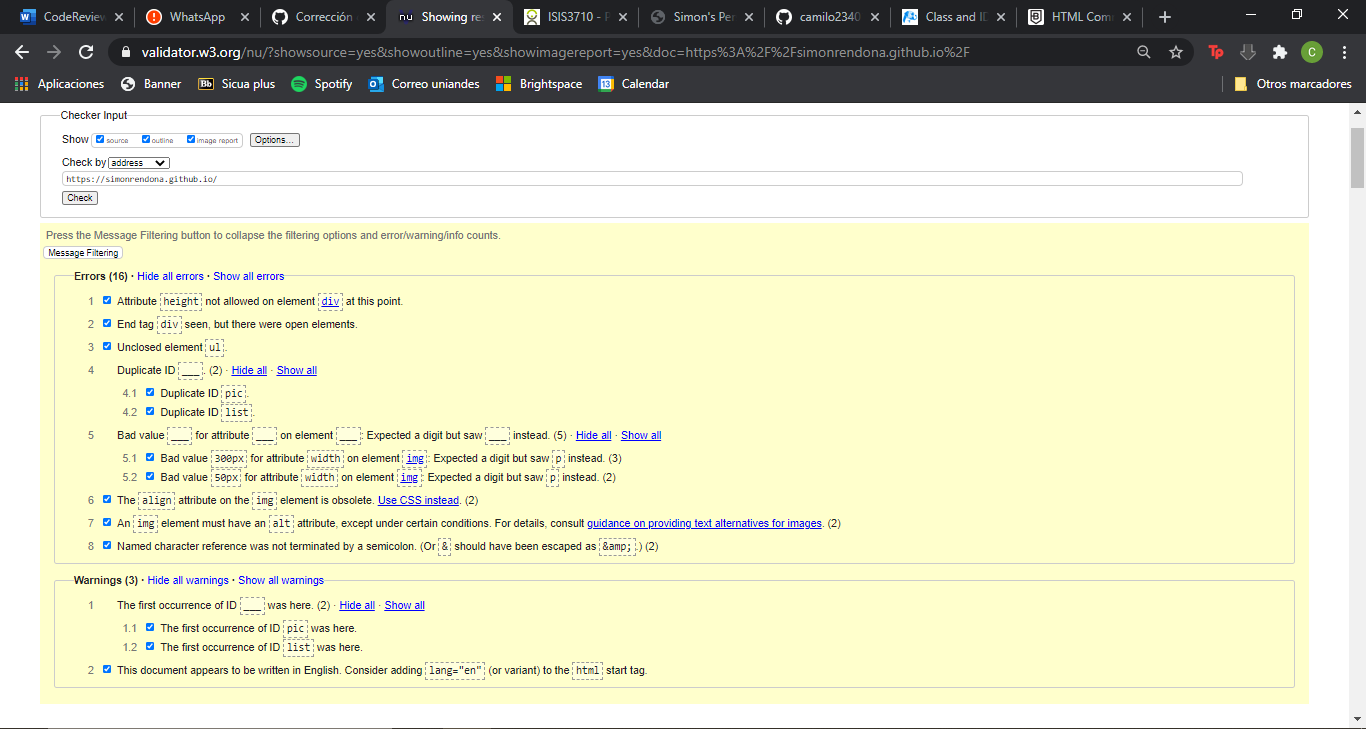 CodeReview
WhatsApp
Corrección
Showing res
ISIS3710 - P
Simon's Per
camilo2340
Class and ID
HTML Com
validator.w3.org/nu/?showsource=yes&showoutline=yes&showimagereport=yes&doc=https%3A%2F%2Fsimonrendona.github.io%2F
Aplicaciones
Banner
Sicua plus
Spotify
Correo uniandes
Brightspace
Calendar
Otros marcadores
Checker Input
Show source outline image report Options...
Check by address
https://simonrendona.github.io/
Check
Press the Message Filtering button to collapse the filtering options and error/warning/info counts.
Message Filtering
Errors (16) · Hide all errors · Show all errors
1 Attribute height not allowed on element div at this point.
2 End tag div seen, but there were open elements.
3 Unclosed element ul.
4 Duplicate ID ___. (2) · Hide all · Show all
4.1 Duplicate ID pic.
4.2 Duplicate ID list.
5 Bad value ___ for attribute ___ on element ___: Expected a digit but saw ___ instead. (5) · Hide all · Show all
5.1 Bad value 300px for attribute width on element img: Expected a digit but saw p instead. (3)
5.2 Bad value 50px for attribute width on element img: Expected a digit but saw p instead. (2)
6 The align attribute on the img element is obsolete. Use CSS instead. (2)
7 An img element must have an alt attribute, except under certain conditions. For details, consult guidance on providing text alternatives for images. (2)
8 Named character reference was not terminated by a semicolon. (Or & should have been escaped as &amp;.) (2)
Warnings (3) · Hide all warnings · Show all warnings
1 The first occurrence of ID ___ was here. (2) · Hide all · Show all
1.1 The first occurrence of ID pic was here.
1.2 The first occurrence of ID list was here.
2 This document appears to be written in English. Consider adding lang="en" (or variant) to the html start tag.